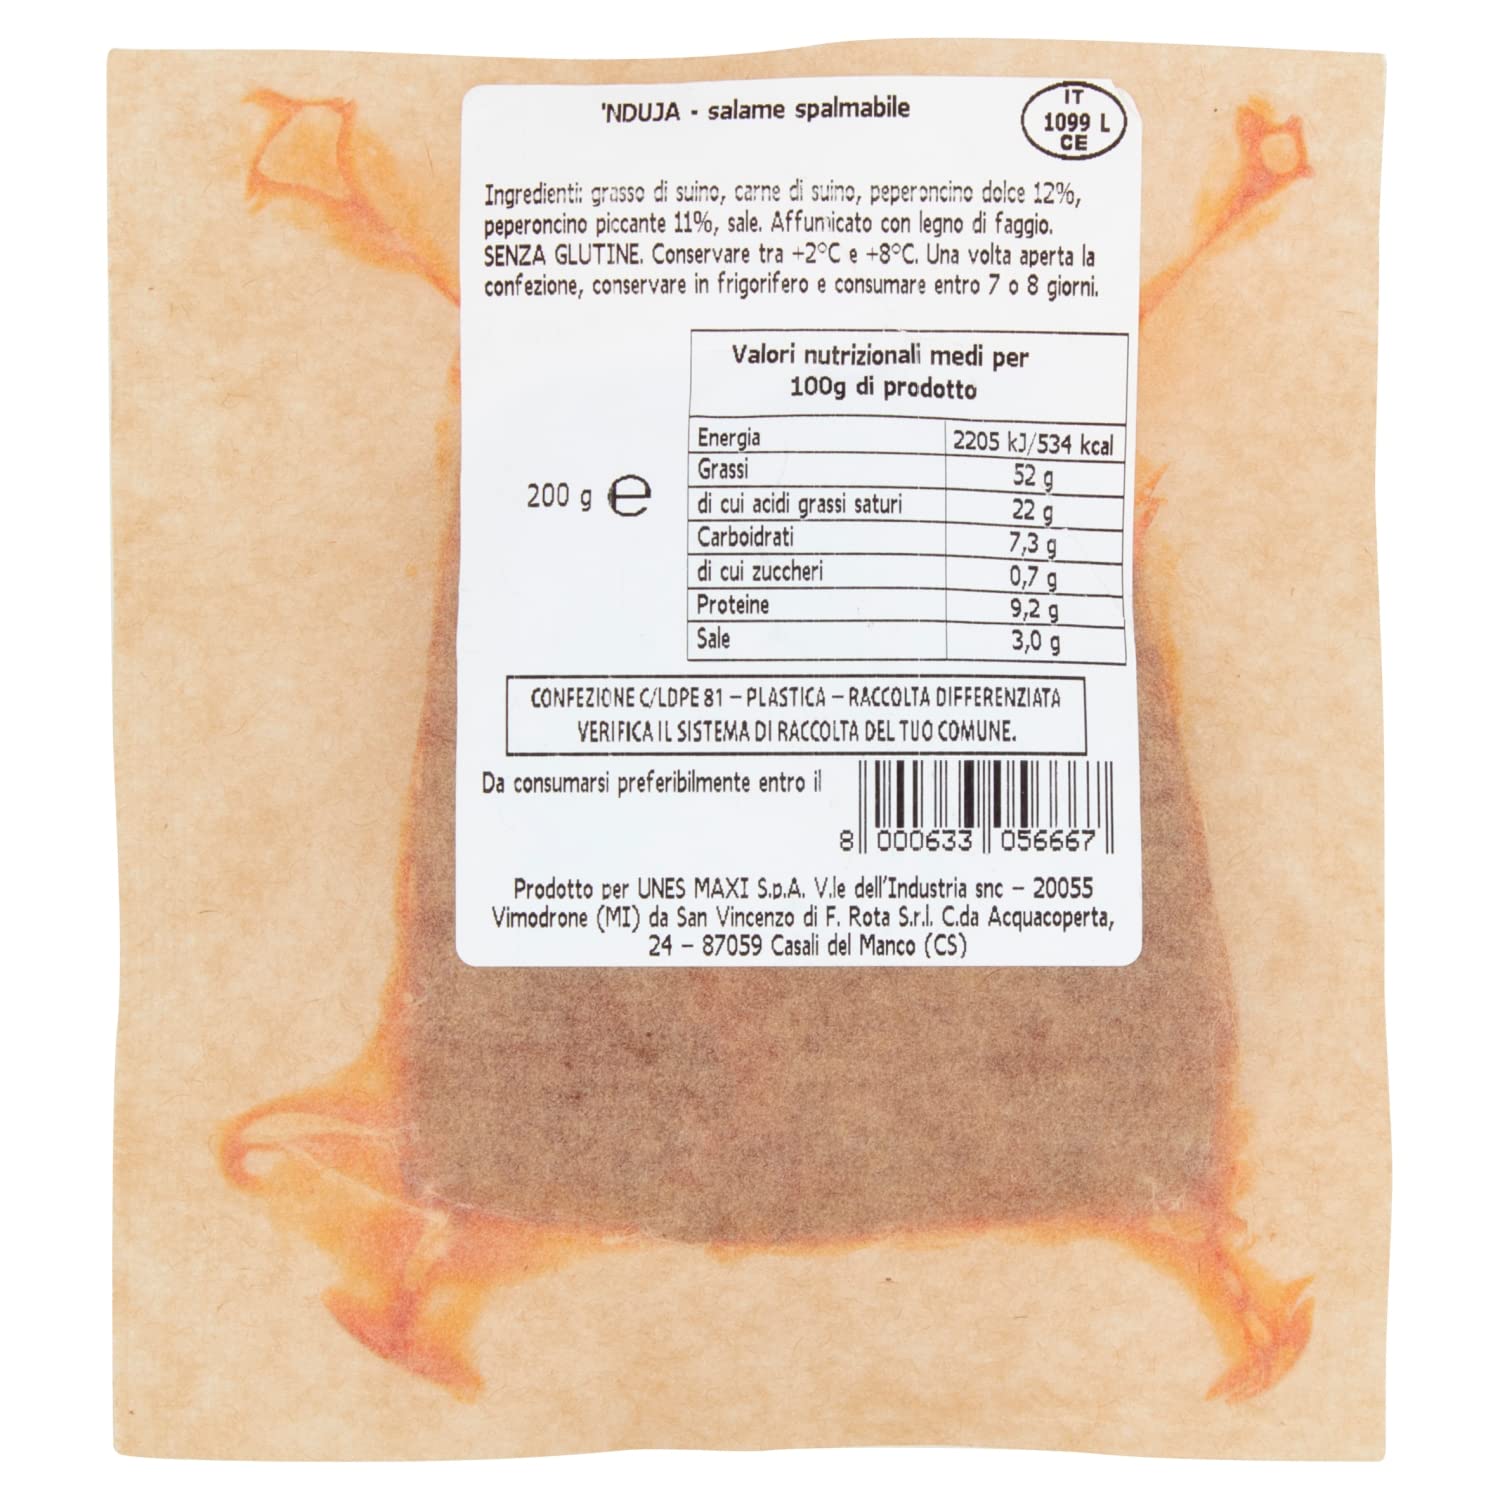 'NDUJA - salame spalmabile
IT
1099 L
CE
Ingredienti: grasso di suino, carne di suino, peperoncino dolce 12%,
peperoncino piccante 11%, sale. Affumicato con legno di faggio.
SENZA GLUTINE. Conservare tra +2°C e +8°C. Una volta aperta la
confezione, conservare in frigorifero e consumare entro 7 o 8 giorni.
200 g ℮
Valori nutrizionali medi per
100g di prodotto
Energia 2205 kJ/534 kcal
Grassi 52 g
di cui acidi grassi saturi 22 g
Carboidrati 7,3 g
di cui zuccheri 0,7 g
Proteine 9,2 g
Sale 3,0 g
CONFEZIONE C/LDPE 81 – PLASTICA – RACCOLTA DIFFERENZIATA
VERIFICA IL SISTEMA DI RACCOLTA DEL TUO COMUNE.
Da consumarsi preferibilmente entro il
8 000633 056667
Prodotto per UNES MAXI S.p.A. V.le dell'Industria snc – 20055
Vimodrone (MI) da San Vincenzo di F. Rota S.r.l. C.da Acquacoperta,
24 – 87059 Casali del Manco (CS)